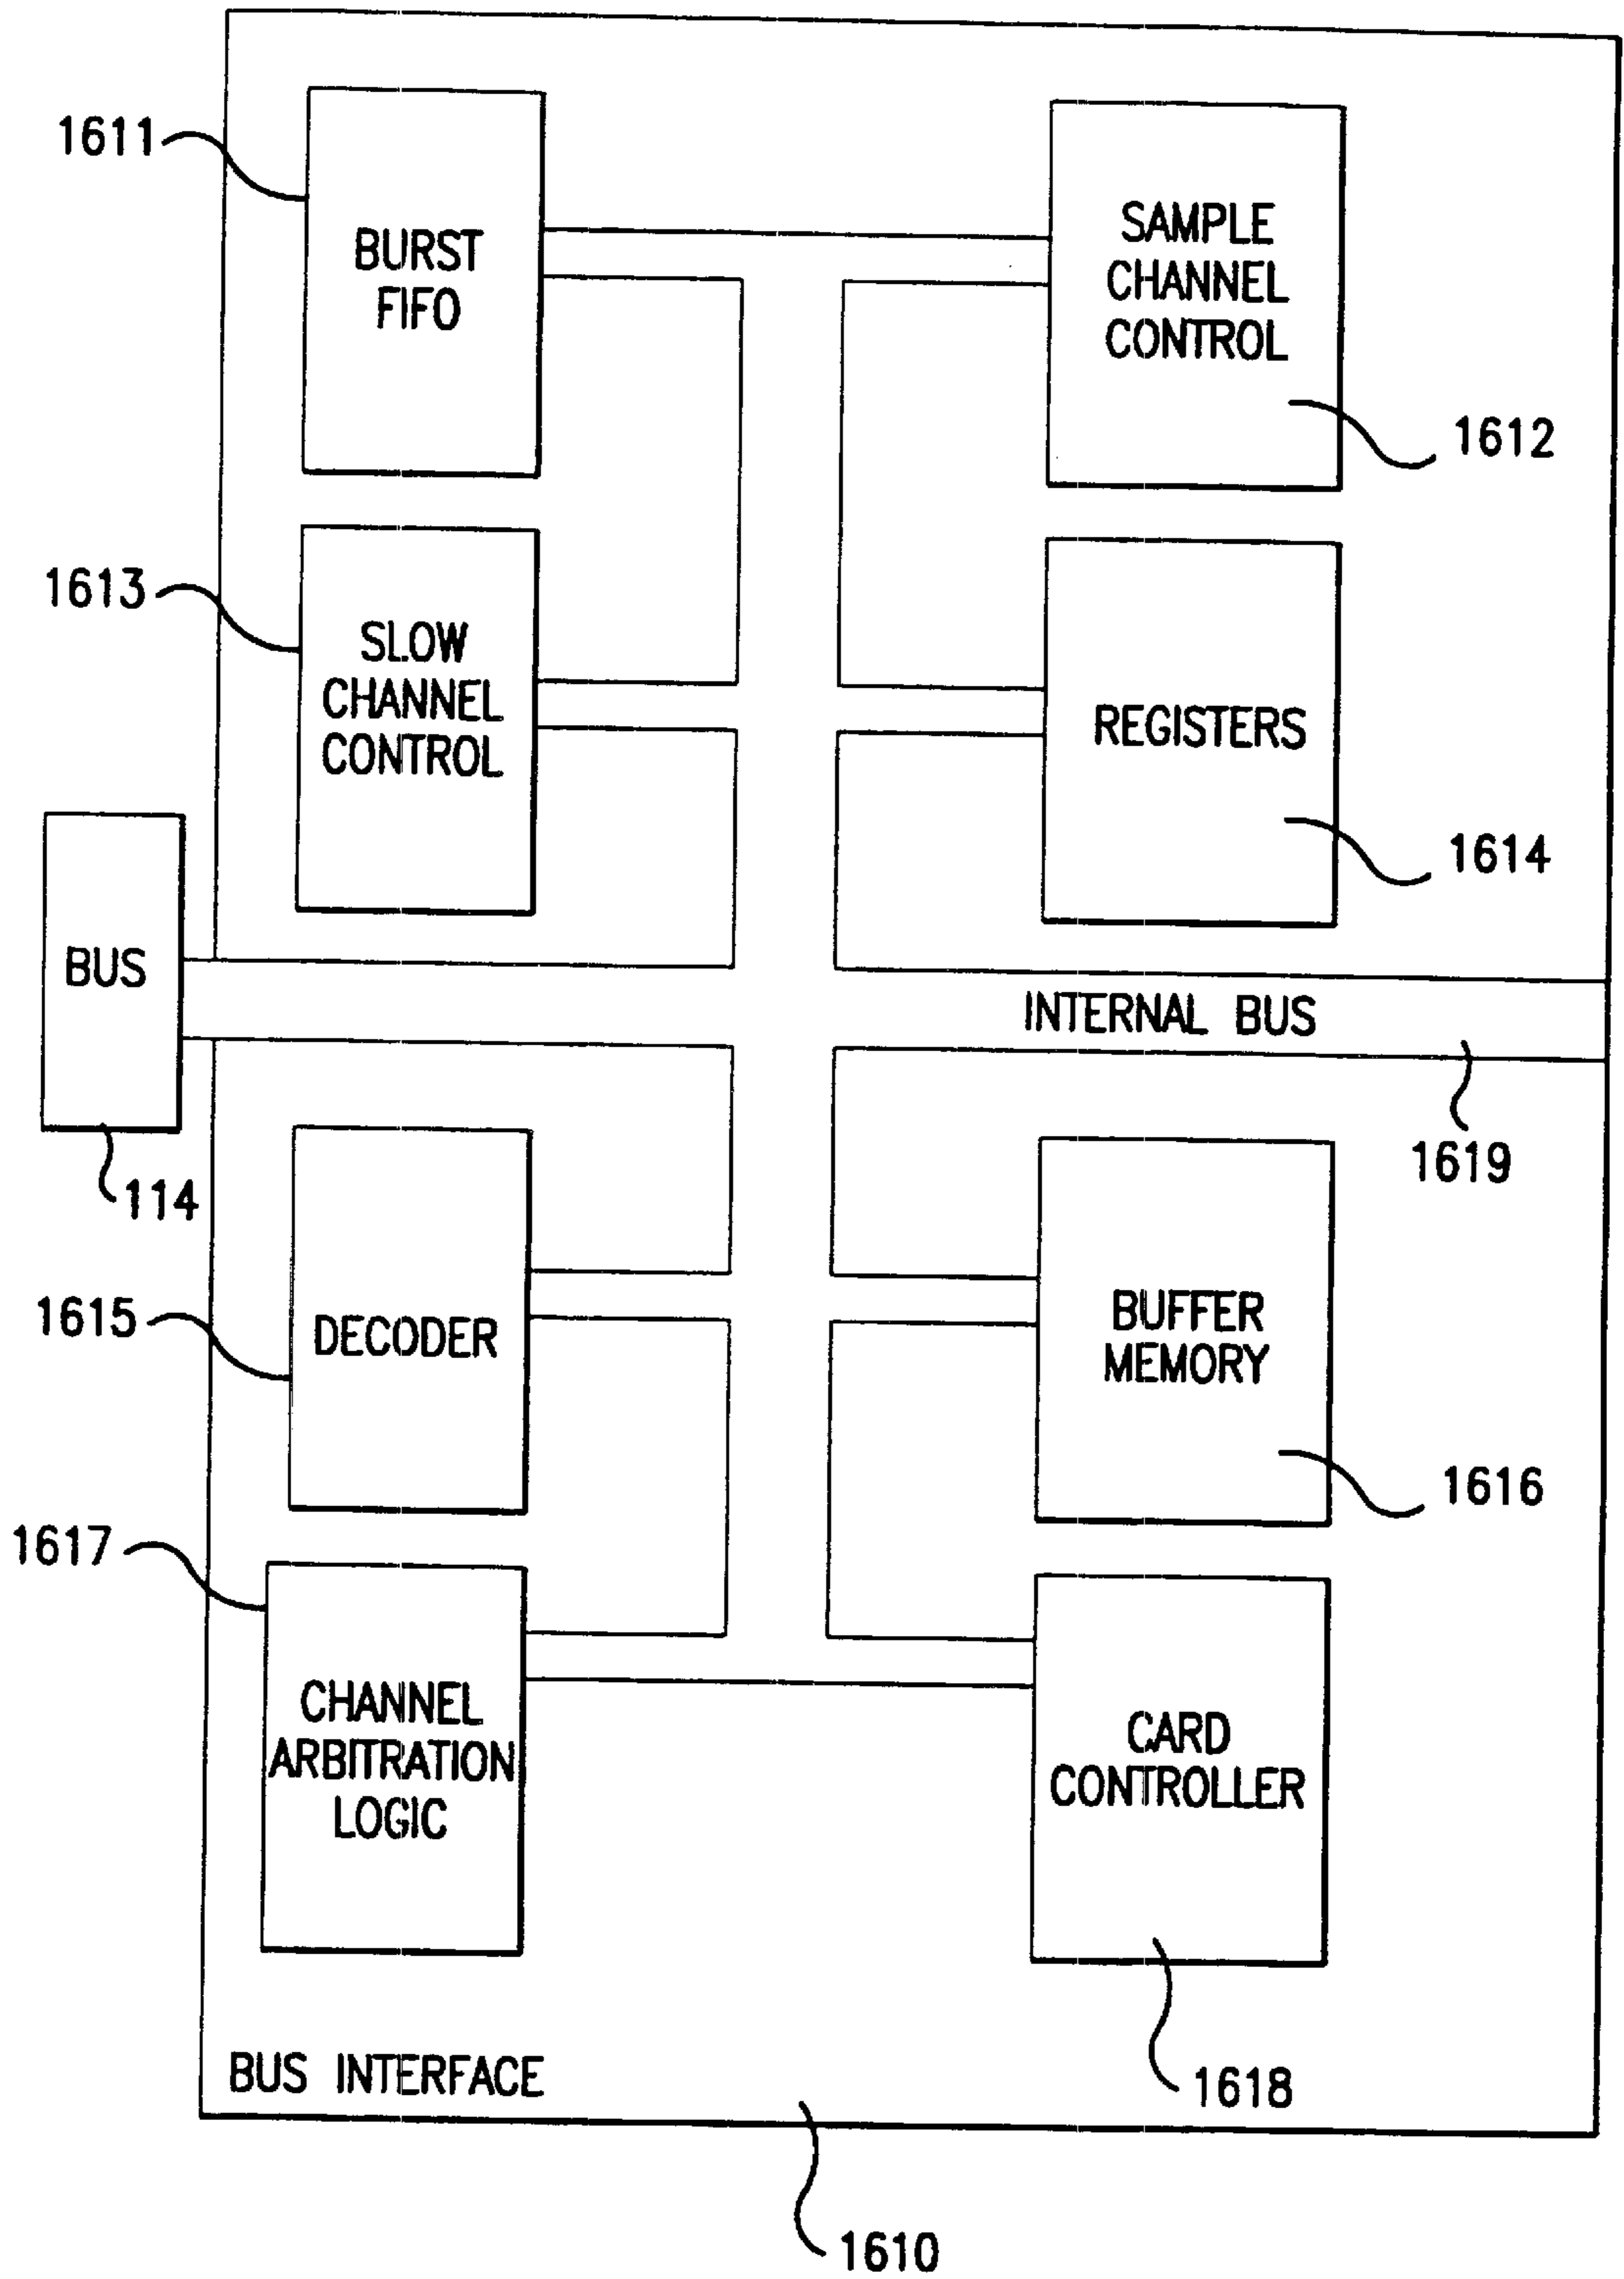 1611
BURST
FIFO
SAMPLE
CHANNEL
CONTROL
1612
1613
SLOW
CHANNEL
CONTROL
REGISTERS
1614
BUS
INTERNAL BUS
1619
114
1615
DECODER
BUFFER
MEMORY
1616
1617
CHANNEL
ARBITRATION
LOGIC
CARD
CONTROLLER
1618
BUS INTERFACE
1610